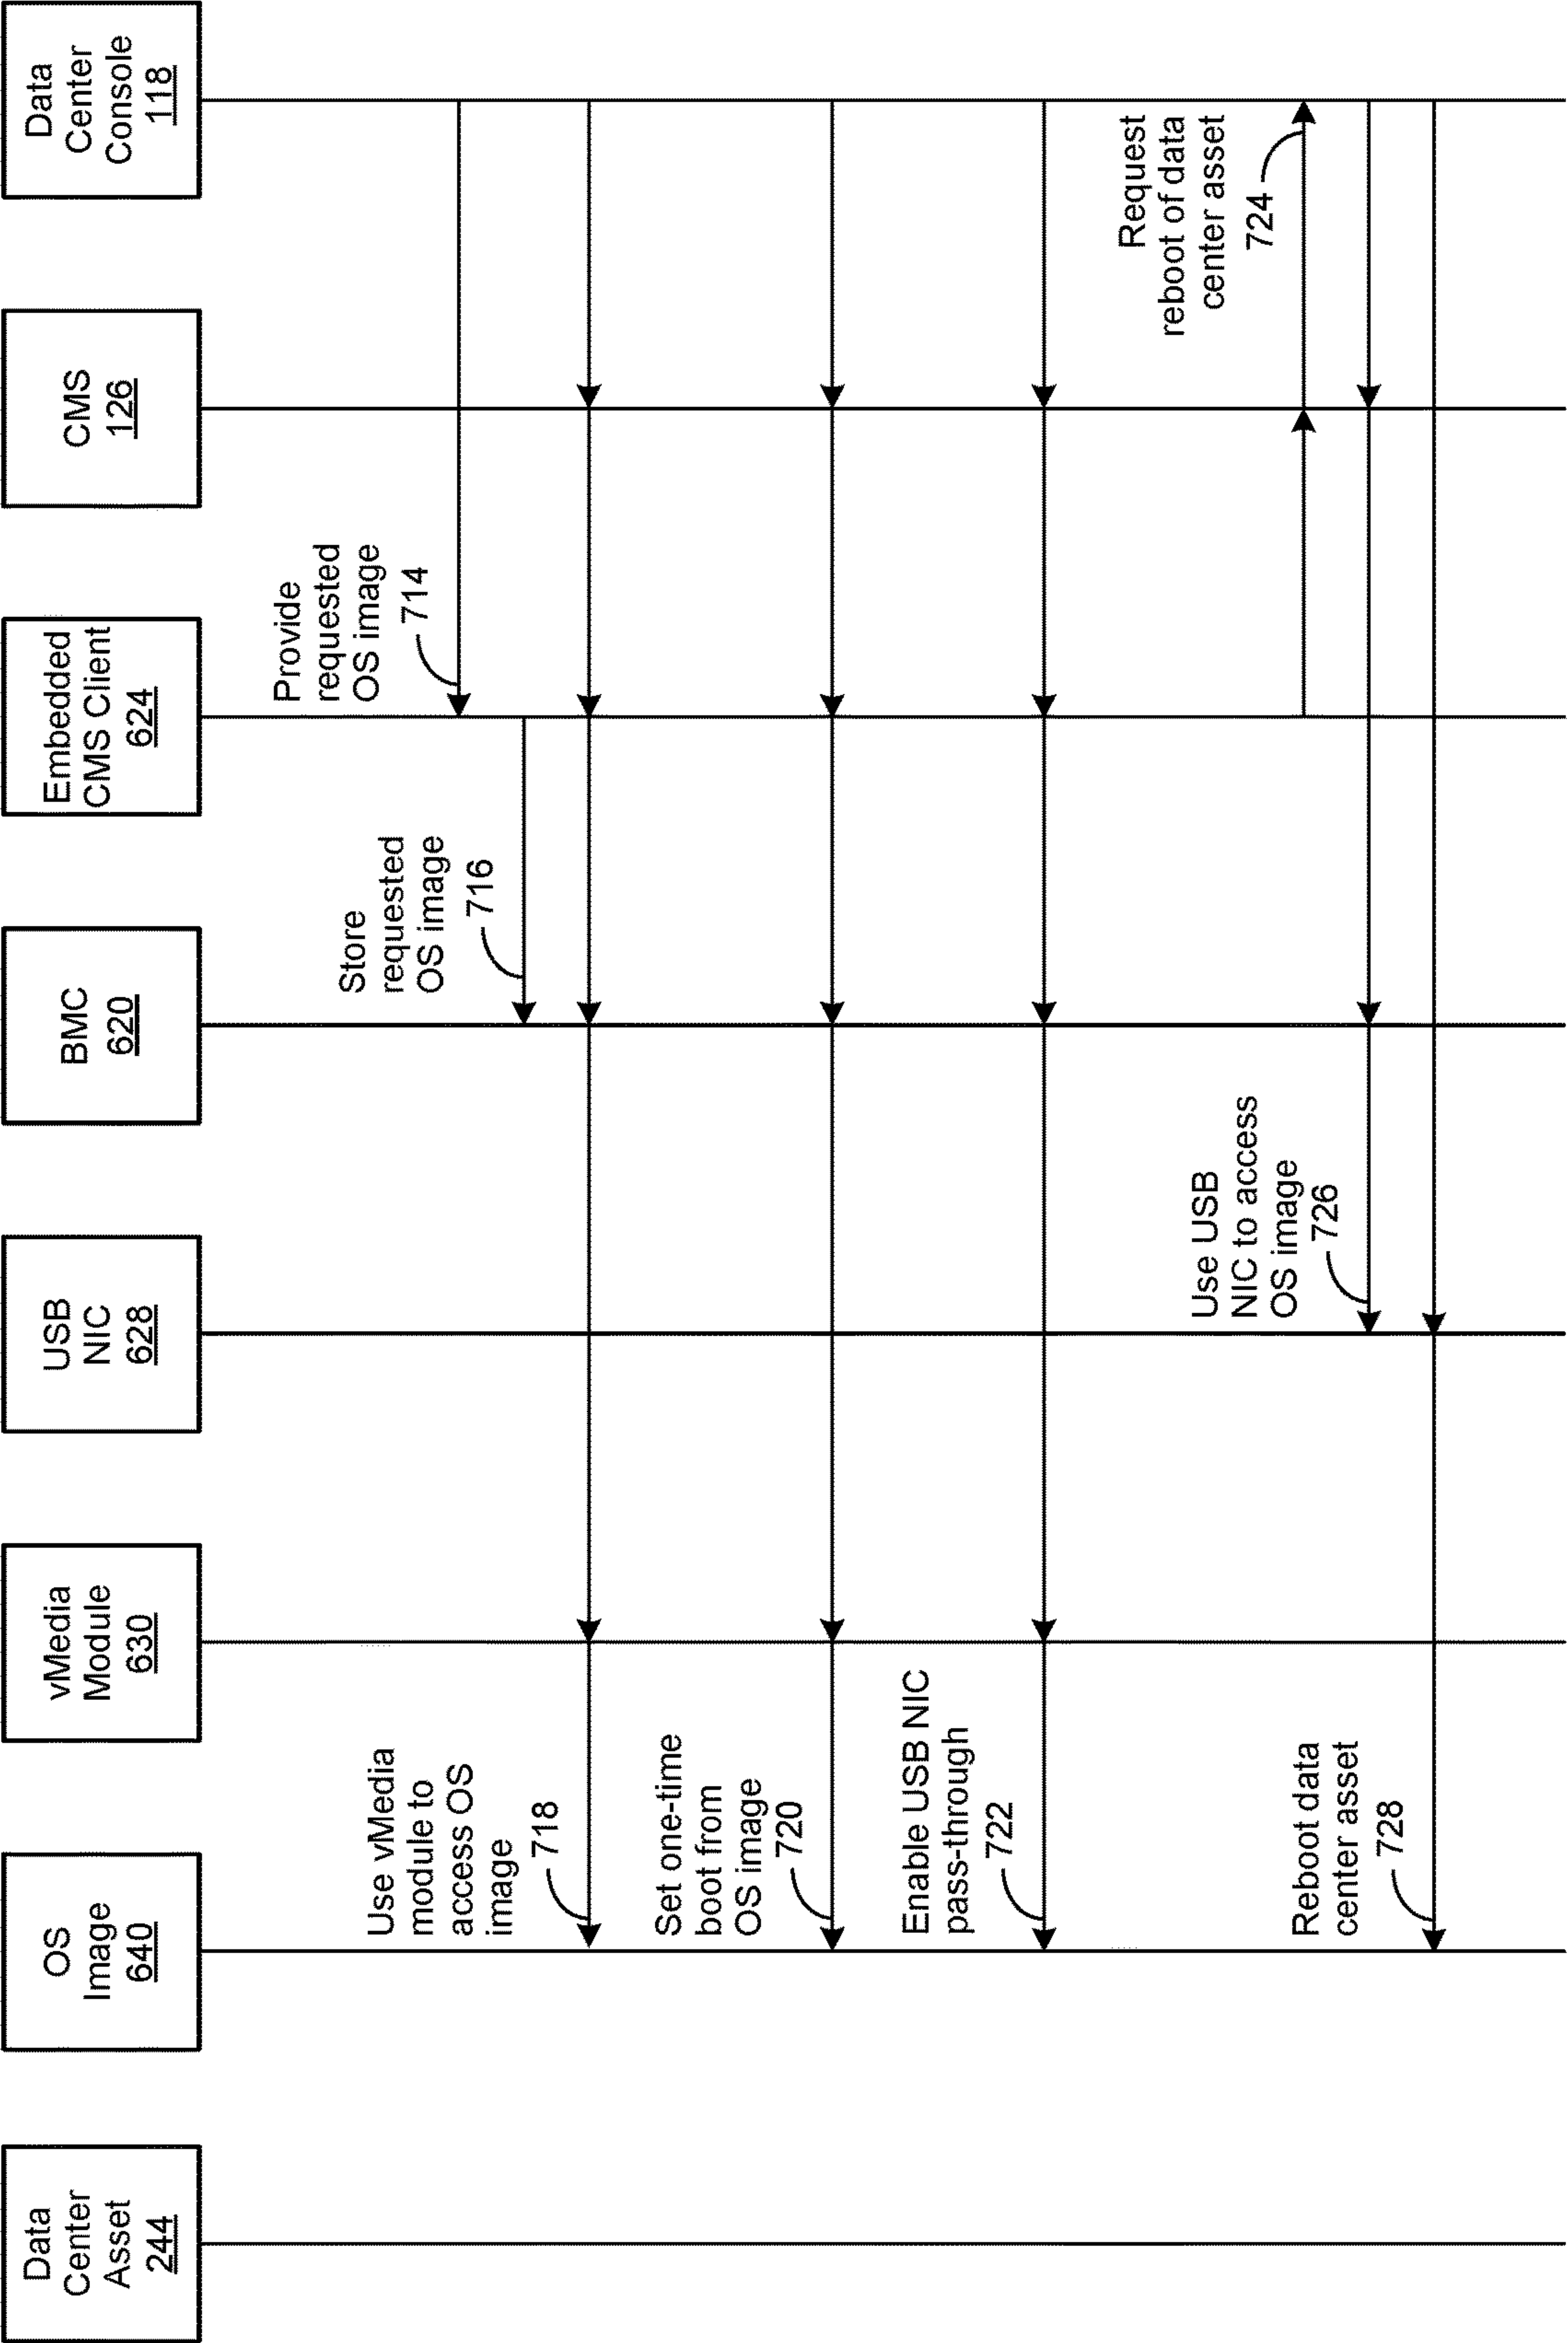 Data
Center
Asset
244
OS
Image
640
vMedia
Module
630
USB
NIC
628
BMC
620
Embedded
CMS Client
624
CMS
126
Data
Center
Console
118
Provide
requested
OS image
714
Store
requested
OS image
716
Use vMedia
module to
access OS
image
718
Set one-time
boot from
OS image
720
Enable USB NIC
pass-through
722
Request
reboot of data
center asset
724
Use USB
NIC to access
OS image
726
Reboot data
center asset
728